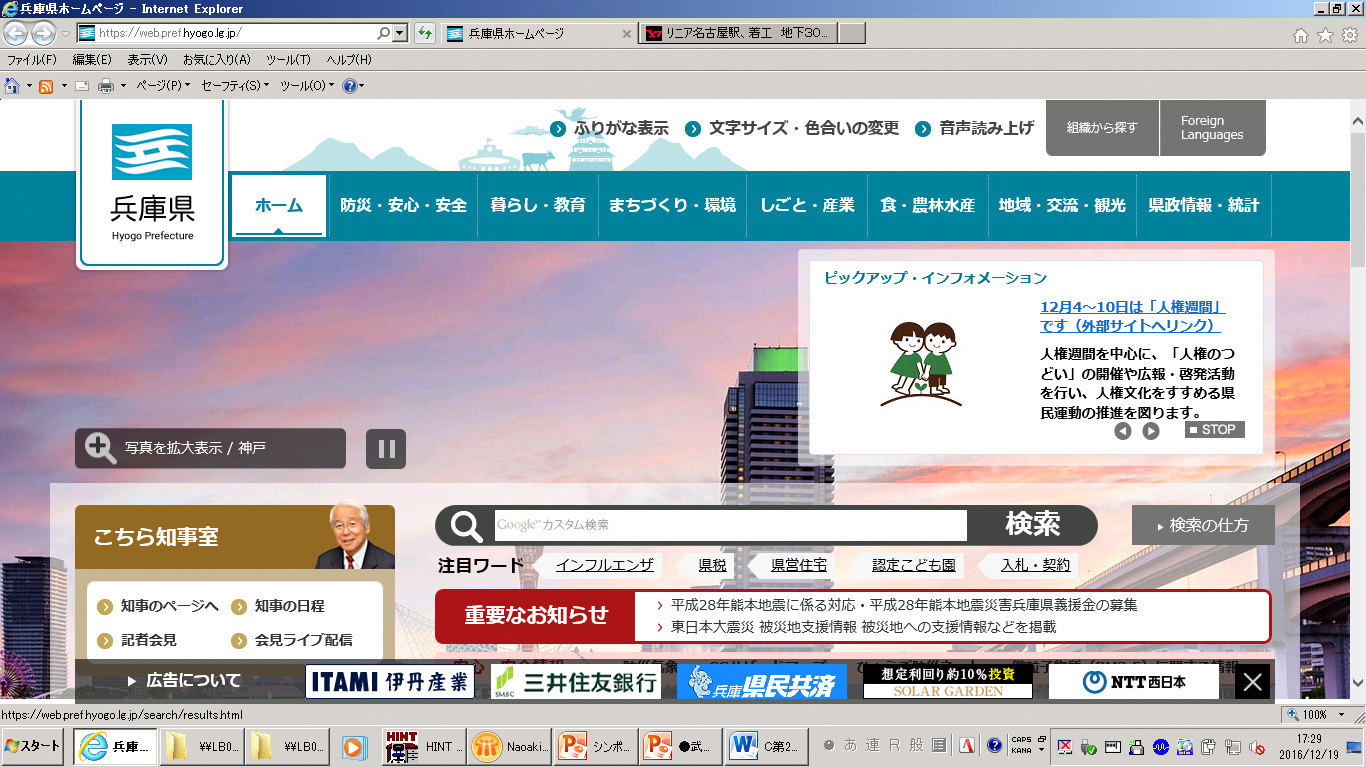 兵庫県ホームページ - Internet Explorer
https://web.pref.hyogo.lg.jp/
兵庫県ホームページ
リニア名古屋駅、着工 地下30...
ファイル(F) 編集(E) 表示(V) お気に入り(A) ツール(T) ヘルプ(H)
ページ(P) セーフティ(S) ツール(O)
ふりがな表示 文字サイズ・色合いの変更 音声読み上げ
組織から探す
Foreign
Languages
兵庫県
Hyogo Prefecture
ホーム 防災・安心・安全 暮らし・教育 まちづくり・環境 しごと・産業 食・農林水産 地域・交流・観光 県政情報・統計
ピックアップ・インフォメーション
12月4～10日は「人権週間」
です（外部サイトへリンク）
人権週間を中心に、「人権のつ
どい」の開催や広報・啓発活動
を行い、人権文化をすすめる県
民運動の推進を図ります。
STOP
写真を拡大表示 / 神戸
こちら知事室
知事のページへ 知事の日程
記者会見 会見ライブ配信
Google™ カスタム検索
検索
検索の仕方
注目ワード インフルエンザ 県税 県営住宅 認定こども園 入札・契約
重要なお知らせ
平成28年熊本地震に係る対応・平成28年熊本地震災害兵庫県義援金の募集
東日本大震災 被災地支援情報 被災地への支援情報などを掲載
広告について
ITAMI 伊丹産業
SMBC 三井住友銀行
兵庫県民共済
想定利回り約10%投資
SOLAR GARDEN
NTT西日本
https://web.pref.hyogo.lg.jp/search/results.html
100%
スタート
兵庫...
¥¥LB0...
¥¥LB0...
HINT
HINT ...
Naoaki...
シンポ...
●武...
C第2...
あ 連 R 般
CAPS
KANA
17:29
2016/12/19